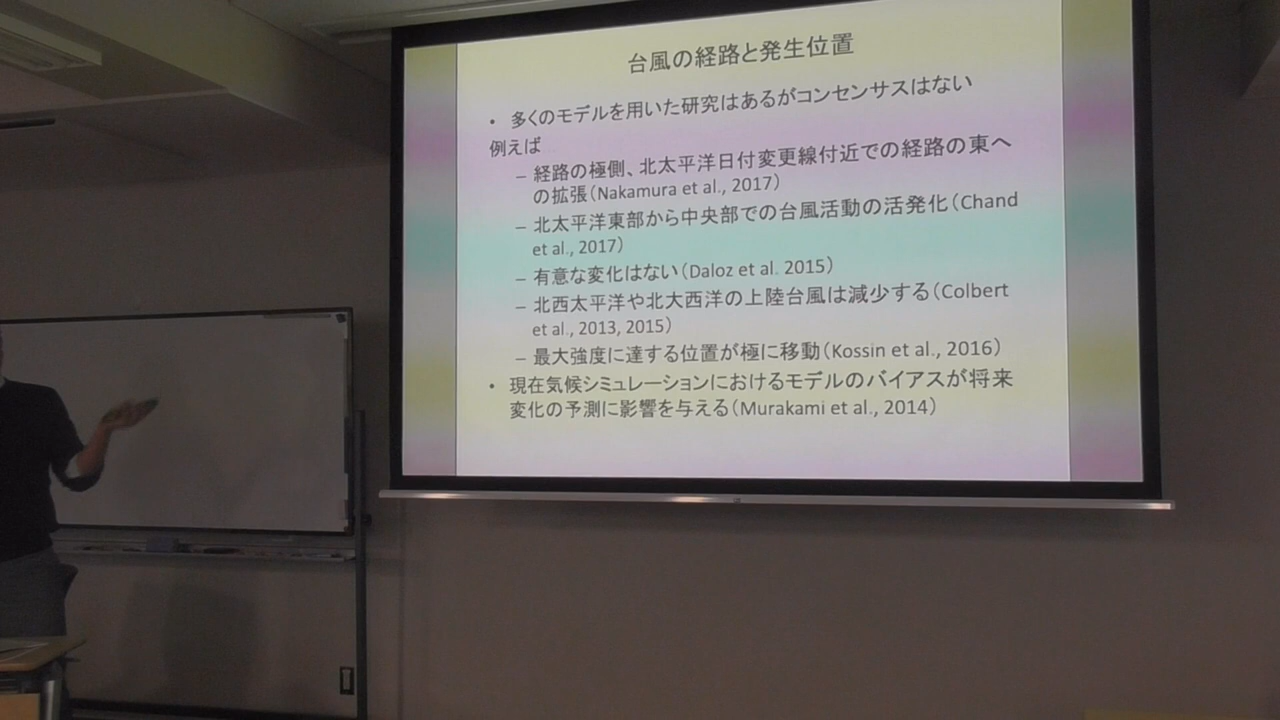 台風の経路と発生位置
• 多くのモデルを用いた研究はあるがコンセンサスはない
例えば
– 経路の極側、北太平洋日付変更線付近での経路の東へ
の拡張(Nakamura et al., 2017)
– 北太平洋東部から中央部での台風活動の活発化(Chand
et al., 2017)
– 有意な変化はない(Daloz et al. 2015)
– 北西太平洋や北大西洋の上陸台風は減少する(Colbert
et al., 2013, 2015)
– 最大強度に達する位置が極に移動(Kossin et al., 2016)
• 現在気候シミュレーションにおけるモデルのバイアスが将来
変化の予測に影響を与える(Murakami et al., 2014)